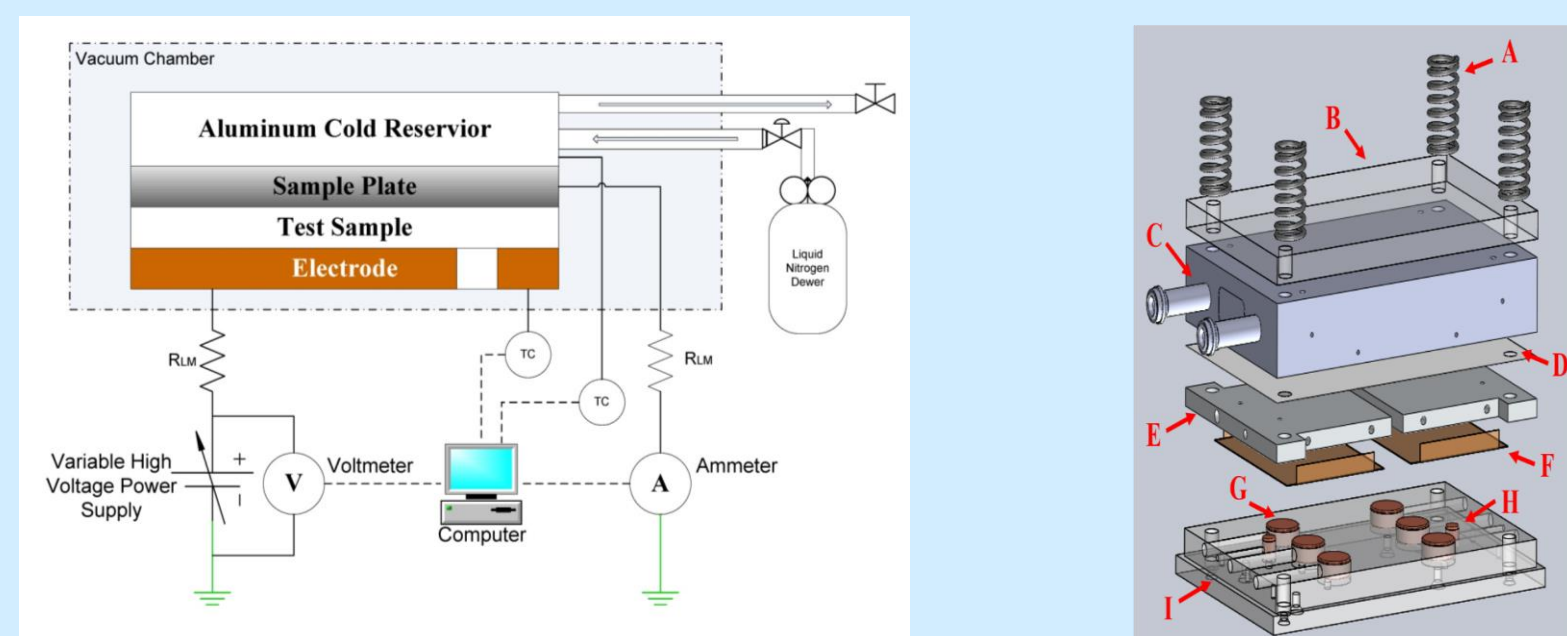 Vacuum Chamber
Aluminum Cold Reservior
Sample Plate
Test Sample
Electrode
Liquid
Nitrogen
Dewer
RLM
TC
RLM
TC
Variable High
Voltage Power
Supply
+
V
Voltmeter
Computer
A
Ammeter
A
B
C
D
E
F
G
H
I